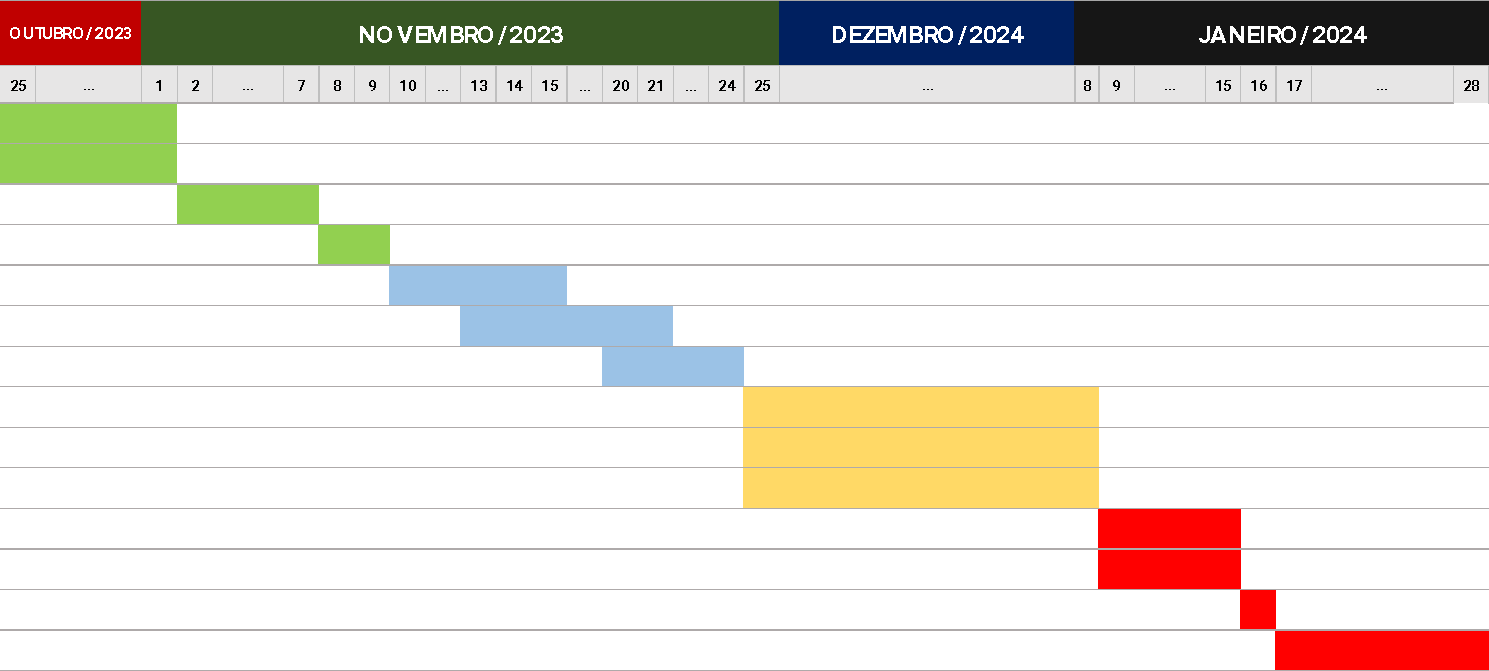 OUTUBRO / 2023 NOVEMBRO / 2023 DEZEMBRO / 2024 JANEIRO / 2024
25 ... 1 2 ... 7 8 9 10 ... 13 14 15 ... 20 21 ... 24 25 ... 8 9 ... 15 16 17 ... 28